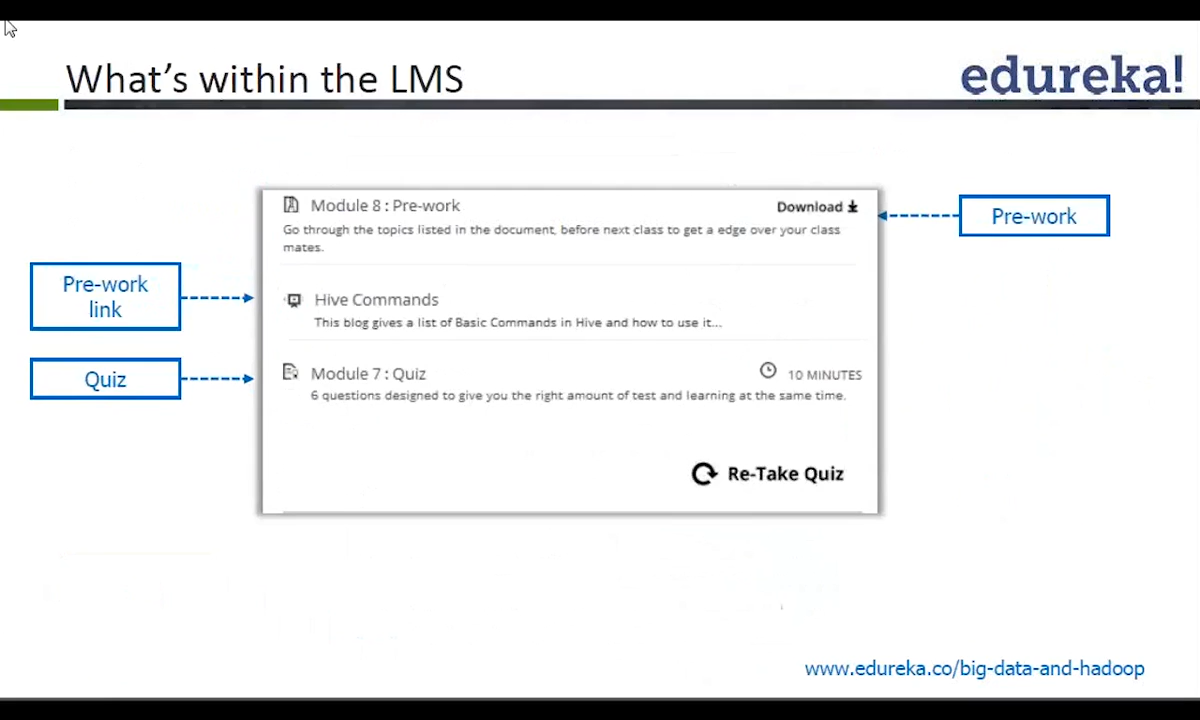 What's within the LMS
edureka!
Module 8 : Pre-work
Download
Go through the topics listed in the document, before next class to get a edge over your class
mates.
Pre-work
Pre-work
link
Hive Commands
This blog gives a list of Basic Commands in Hive and how to use it...
Quiz
Module 7 : Quiz
10 MINUTES
6 questions designed to give you the right amount of test and learning at the same time.
Re-Take Quiz
www.edureka.co/big-data-and-hadoop